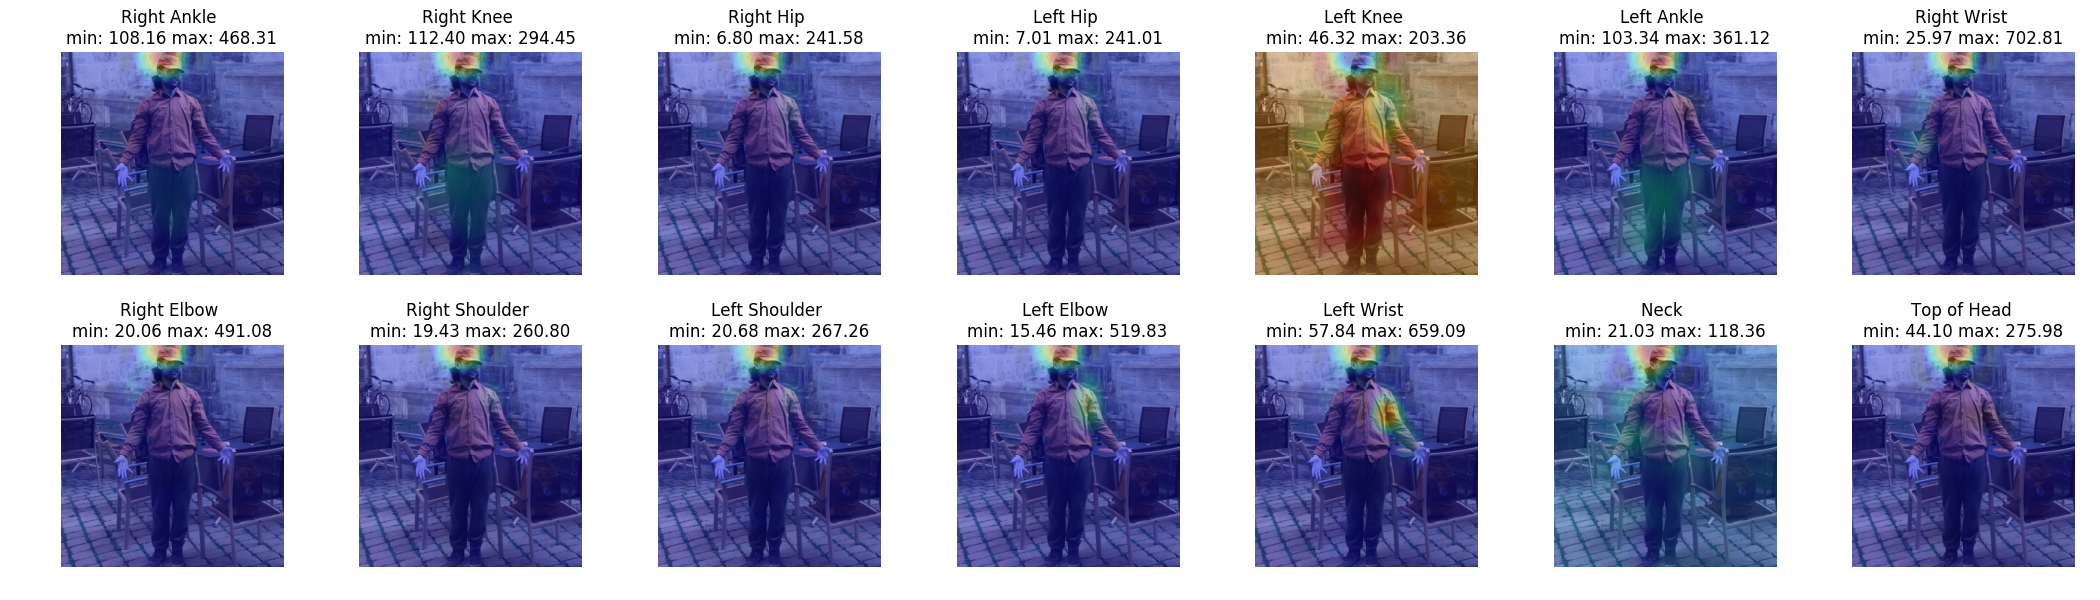 Right Ankle
min: 108.16 max: 468.31
Right Knee
min: 112.40 max: 294.45
Right Hip
min: 6.80 max: 241.58
Left Hip
min: 7.01 max: 241.01
Left Knee
min: 46.32 max: 203.36
Left Ankle
min: 103.34 max: 361.12
Right Wrist
min: 25.97 max: 702.81
Right Elbow
min: 20.06 max: 491.08
Right Shoulder
min: 19.43 max: 260.80
Left Shoulder
min: 20.68 max: 267.26
Left Elbow
min: 15.46 max: 519.83
Left Wrist
min: 57.84 max: 659.09
Neck
min: 21.03 max: 118.36
Top of Head
min: 44.10 max: 275.98